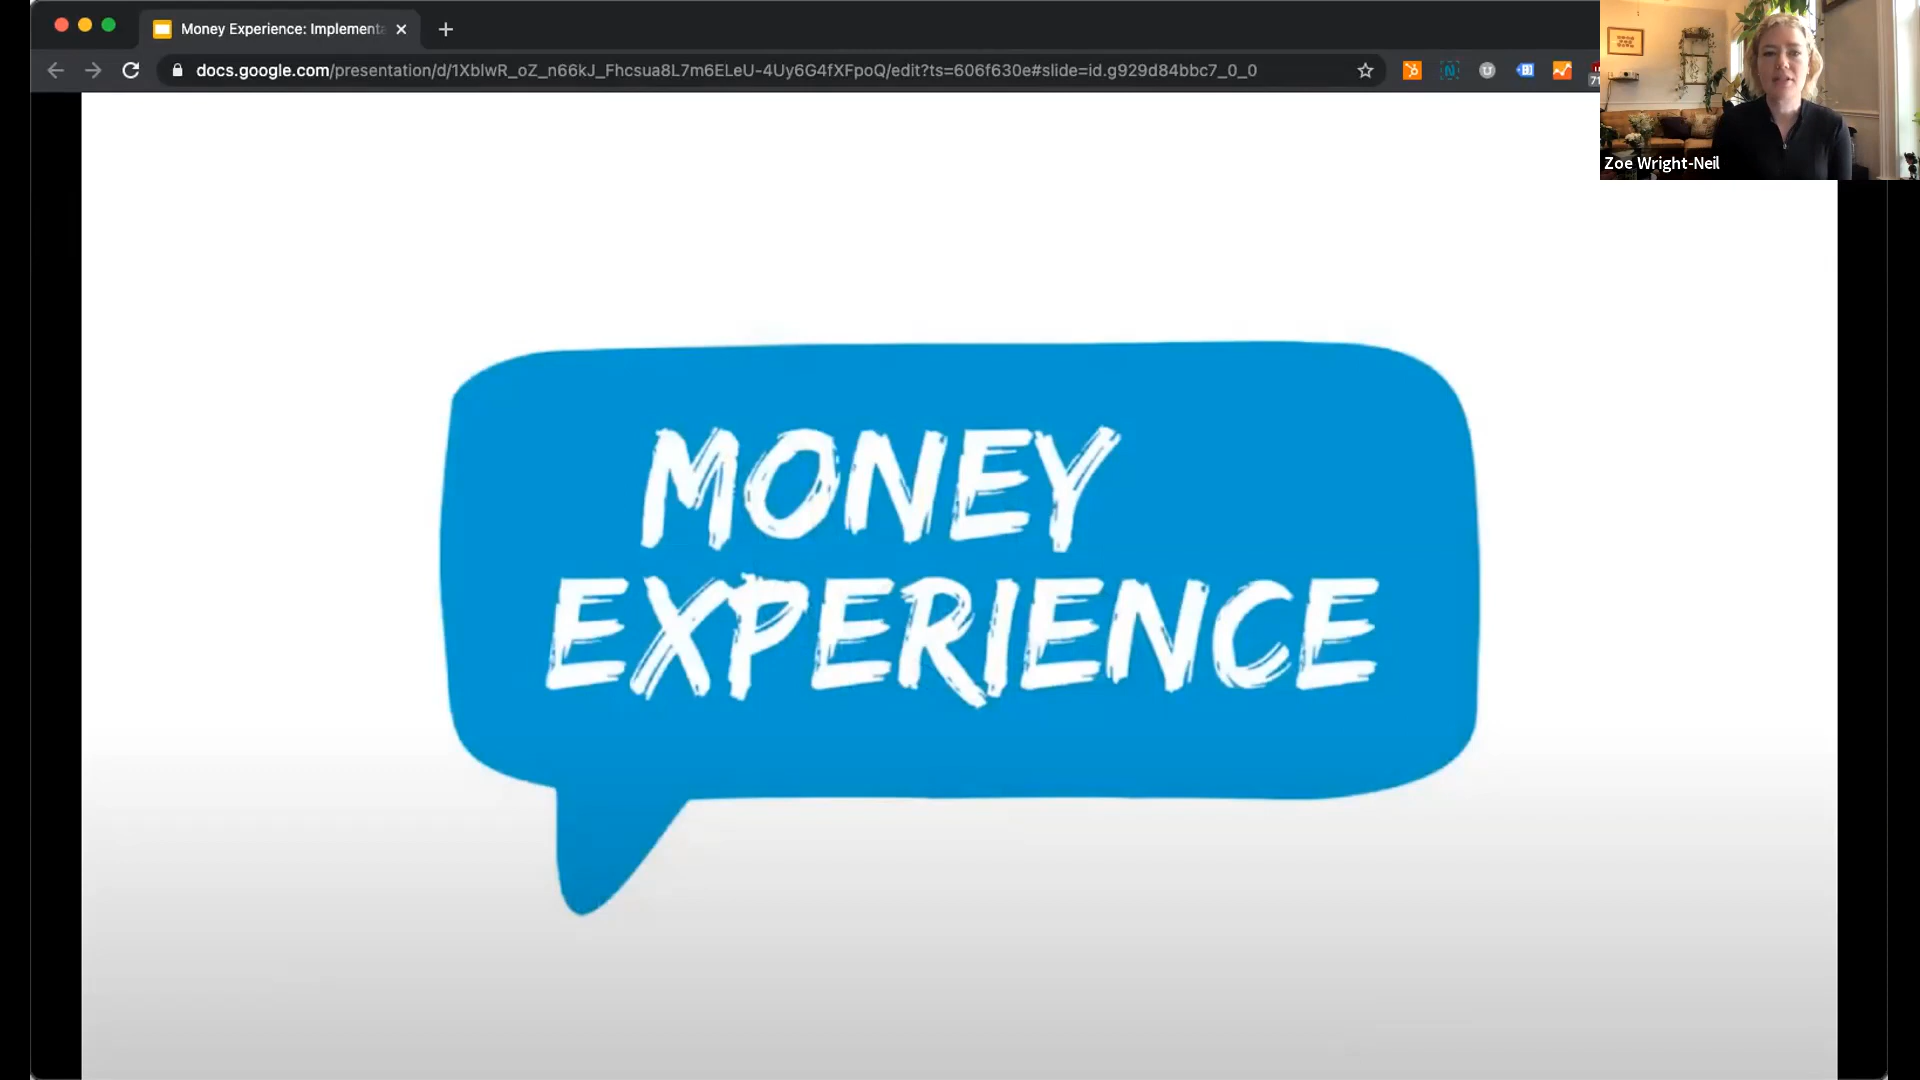 Money Experience: Implementa
docs.google.com/presentation/d/1XblwR_oZ_n66kJ_Fhcsua8L7m6ELeU-4Uy6G4fXFpoQ/edit?ts=606f630e#slide=id.g929d84bbc7_0_0
71
Zoe Wright-Neil
MONEY
EXPERIENCE